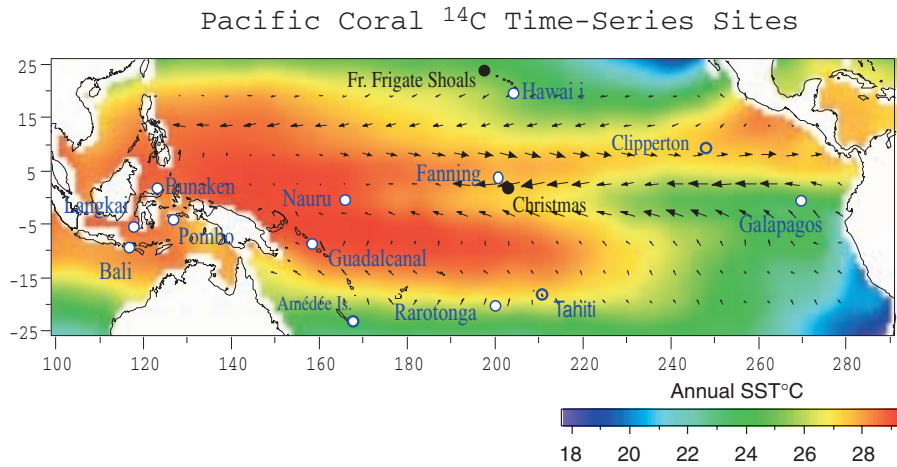 Pacific Coral 14C Time-Series Sites
25
15
5
-5
-15
-25
Fr. Frigate Shoals
Hawai i
Clipperton
Fanning
Bunaken
Christmas
Nauru
Langkai
Galapagos
Pombo
Guadalcanal
Bali
Amédée Is.
Rarotonga
Tahiti
100 120 140 160 180 200 220 240 260 280
Annual SST°C
18 20 22 24 26 28